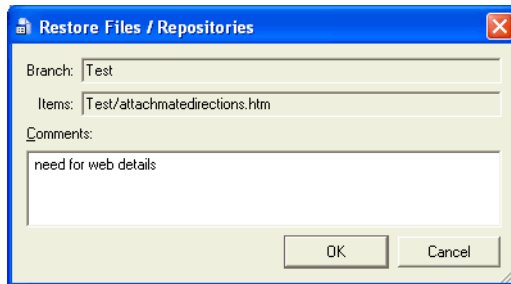 Restore Files / Repositories
Branch: Test
Items: Test/attachmatedirections.htm
Comments:
need for web details
OK Cancel